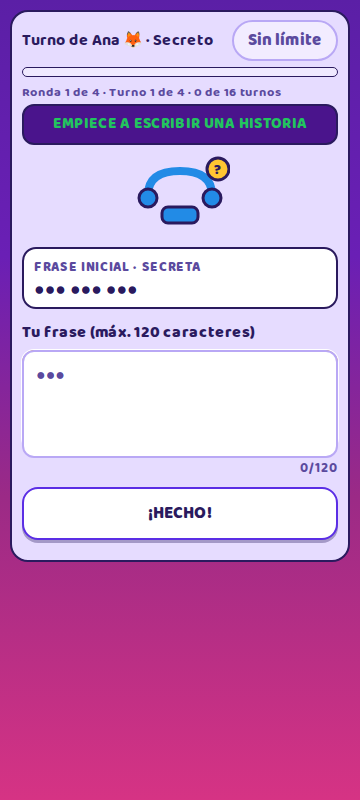 Turno de Ana 🦊 · Secreto
Sin límite
Ronda 1 de 4 · Turno 1 de 4 · 0 de 16 turnos
EMPIECE A ESCRIBIR UNA HISTORIA
?
FRASE INICIAL · SECRETA
●●● ●●● ●●●
Tu frase (máx. 120 caracteres)
●●●
0/120
¡HECHO!